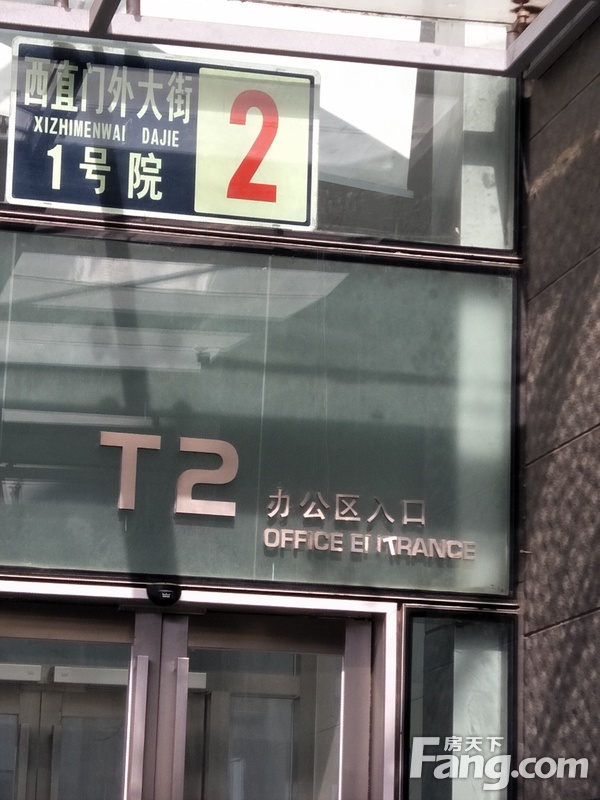 西直门外大街
XIZHIMENWAI DAJIE
1号院
2
T2
办公区入口
OFFICE ENTRANCE
房天下
Fang.com